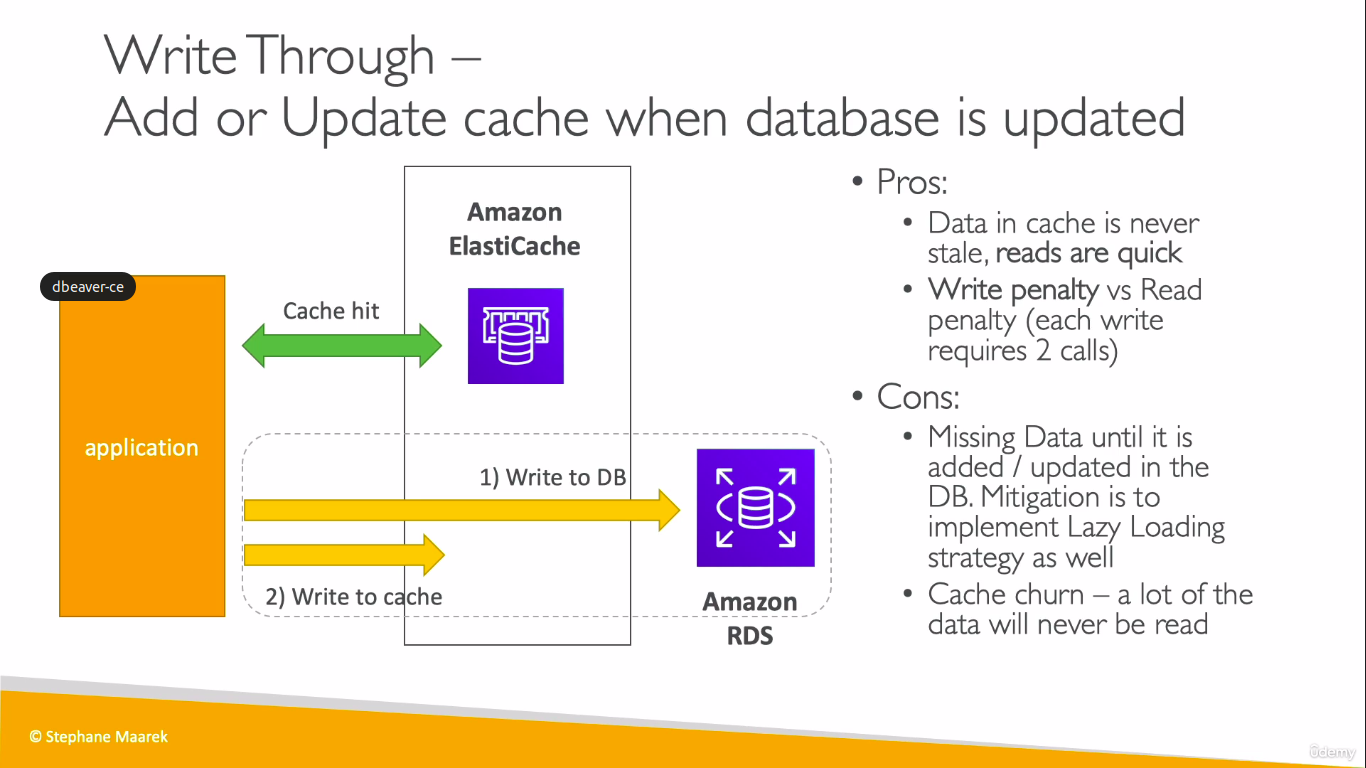 Write Through –
Add or Update cache when database is updated
Amazon
ElastiCache
dbeaver-ce
Cache hit
application
1) Write to DB
2) Write to cache
Amazon
RDS
• Pros:
• Data in cache is never
stale, reads are quick
• Write penalty vs Read
penalty (each write
requires 2 calls)
• Cons:
• Missing Data until it is
added / updated in the
DB. Mitigation is to
implement Lazy Loading
strategy as well
• Cache churn – a lot of the
data will never be read
© Stephane Maarek
ûdemy